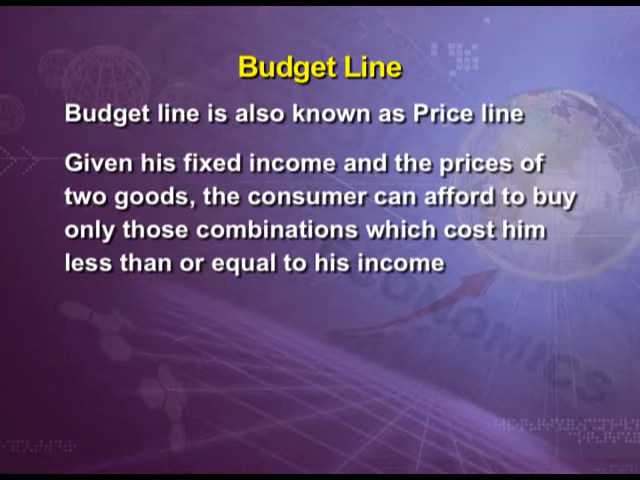 Budget Line
Budget line is also known as Price line
Given his fixed income and the prices of
two goods, the consumer can afford to buy
only those combinations which cost him
less than or equal to his income
ECONOMICS